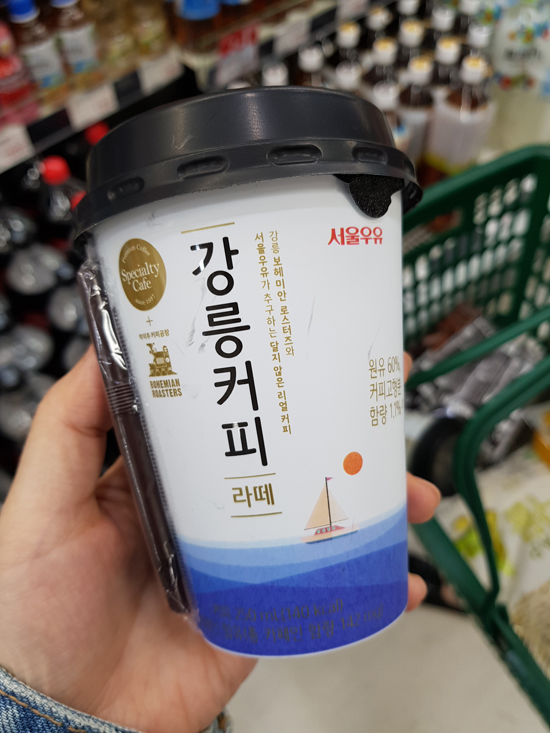 서울우유
Specialty
Cafe
+
BOHEMIAN
ROASTERS
강릉커피
라떼
강릉 보헤미안 로스터즈와
서울우유가 추구하는 달지 않은 리얼 커피
원유 60%,
커피고형분
함량 1.1%